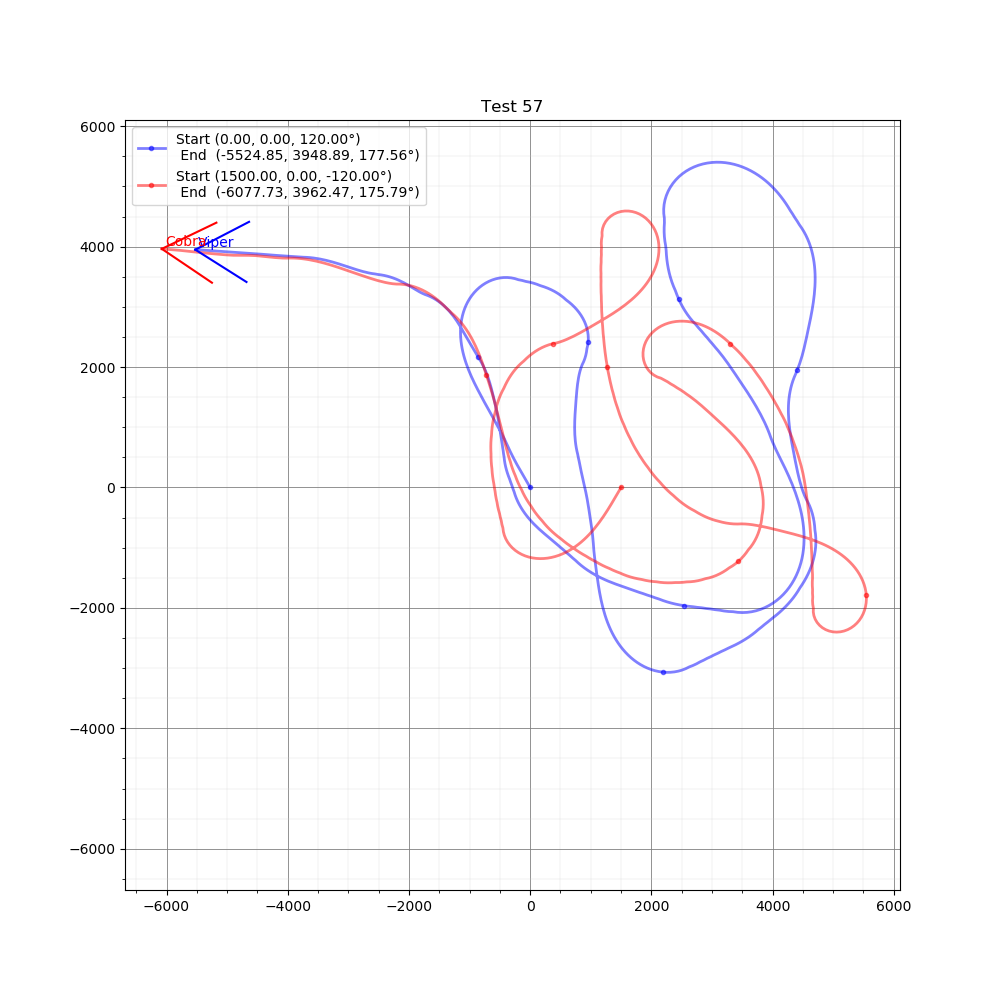 Test 57
Start (0.00, 0.00, 120.00°)
End (-5524.85, 3948.89, 177.56°)
Start (1500.00, 0.00, -120.00°)
End (-6077.73, 3962.47, 175.79°)
6000
4000
Cobra
Viper
2000
0
−2000
−4000
−6000
−6000 −4000 −2000 0 2000 4000 6000